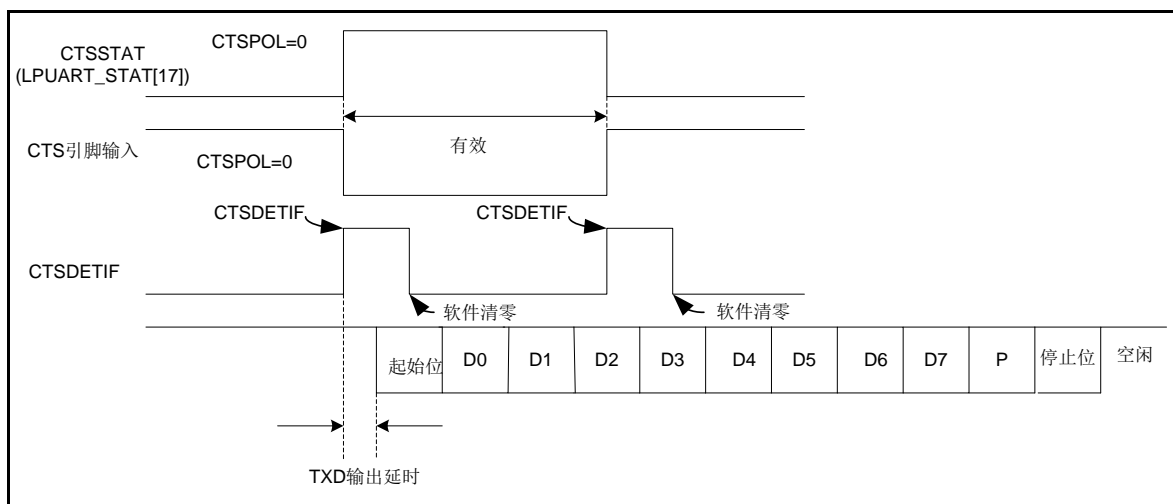 CTSPOL=0
CTSSTAT
(LPUART_STAT[17])
有效
CTS引脚输入
CTSPOL=0
CTSDETIF
CTSDETIF
CTSDETIF
软件清零
软件清零
起始位 D0 D1 D2 D3 D4 D5 D6 D7 P 停止位 空闲
TXD输出延时